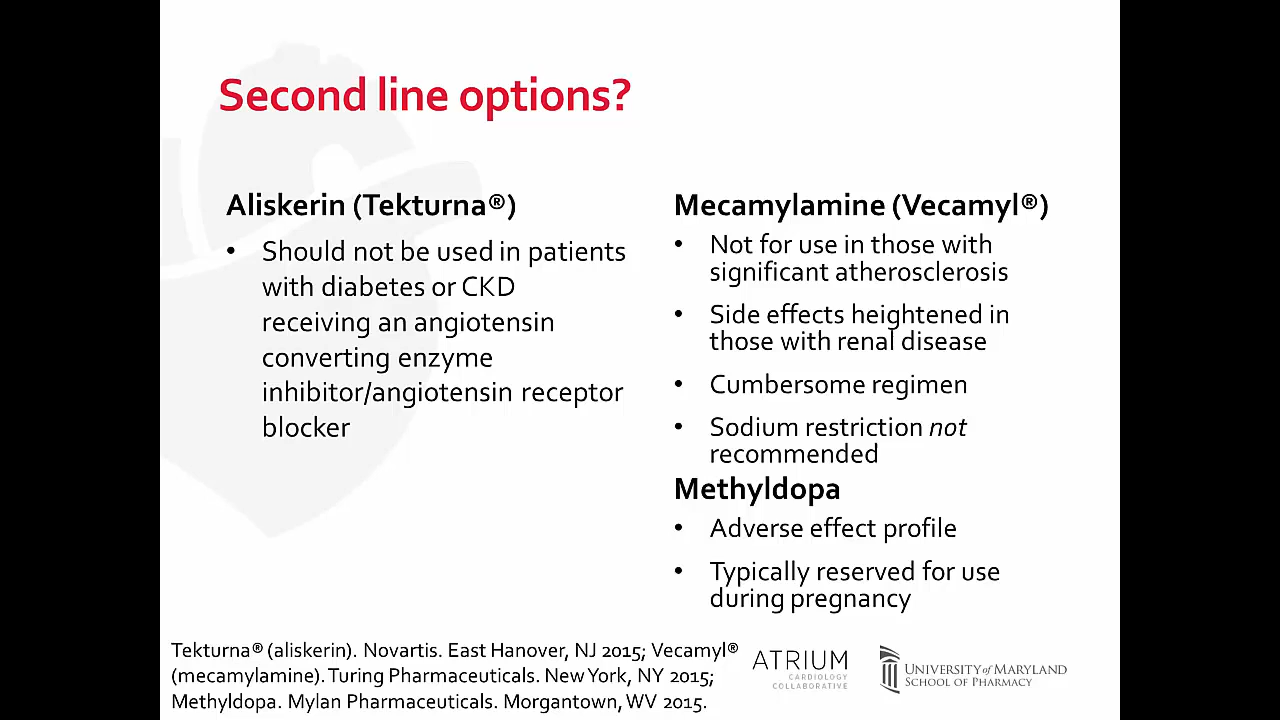 Second line options?
Aliskerin (Tekturna®)
• Should not be used in patients
with diabetes or CKD
receiving an angiotensin
converting enzyme
inhibitor/angiotensin receptor
blocker
Mecamylamine (Vecamyl®)
• Not for use in those with
significant atherosclerosis
• Side effects heightened in
those with renal disease
• Cumbersome regimen
• Sodium restriction not
recommended
Methyldopa
• Adverse effect profile
• Typically reserved for use
during pregnancy
Tekturna® (aliskerin). Novartis. East Hanover, NJ 2015; Vecamyl®
(mecamylamine). Turing Pharmaceuticals. New York, NY 2015;
Methyldopa. Mylan Pharmaceuticals. Morgantown, WV 2015.
ATRIUM
CARDIOLOGY
COLLABORATIVE
UNIVERSITY of MARYLAND
SCHOOL OF PHARMACY